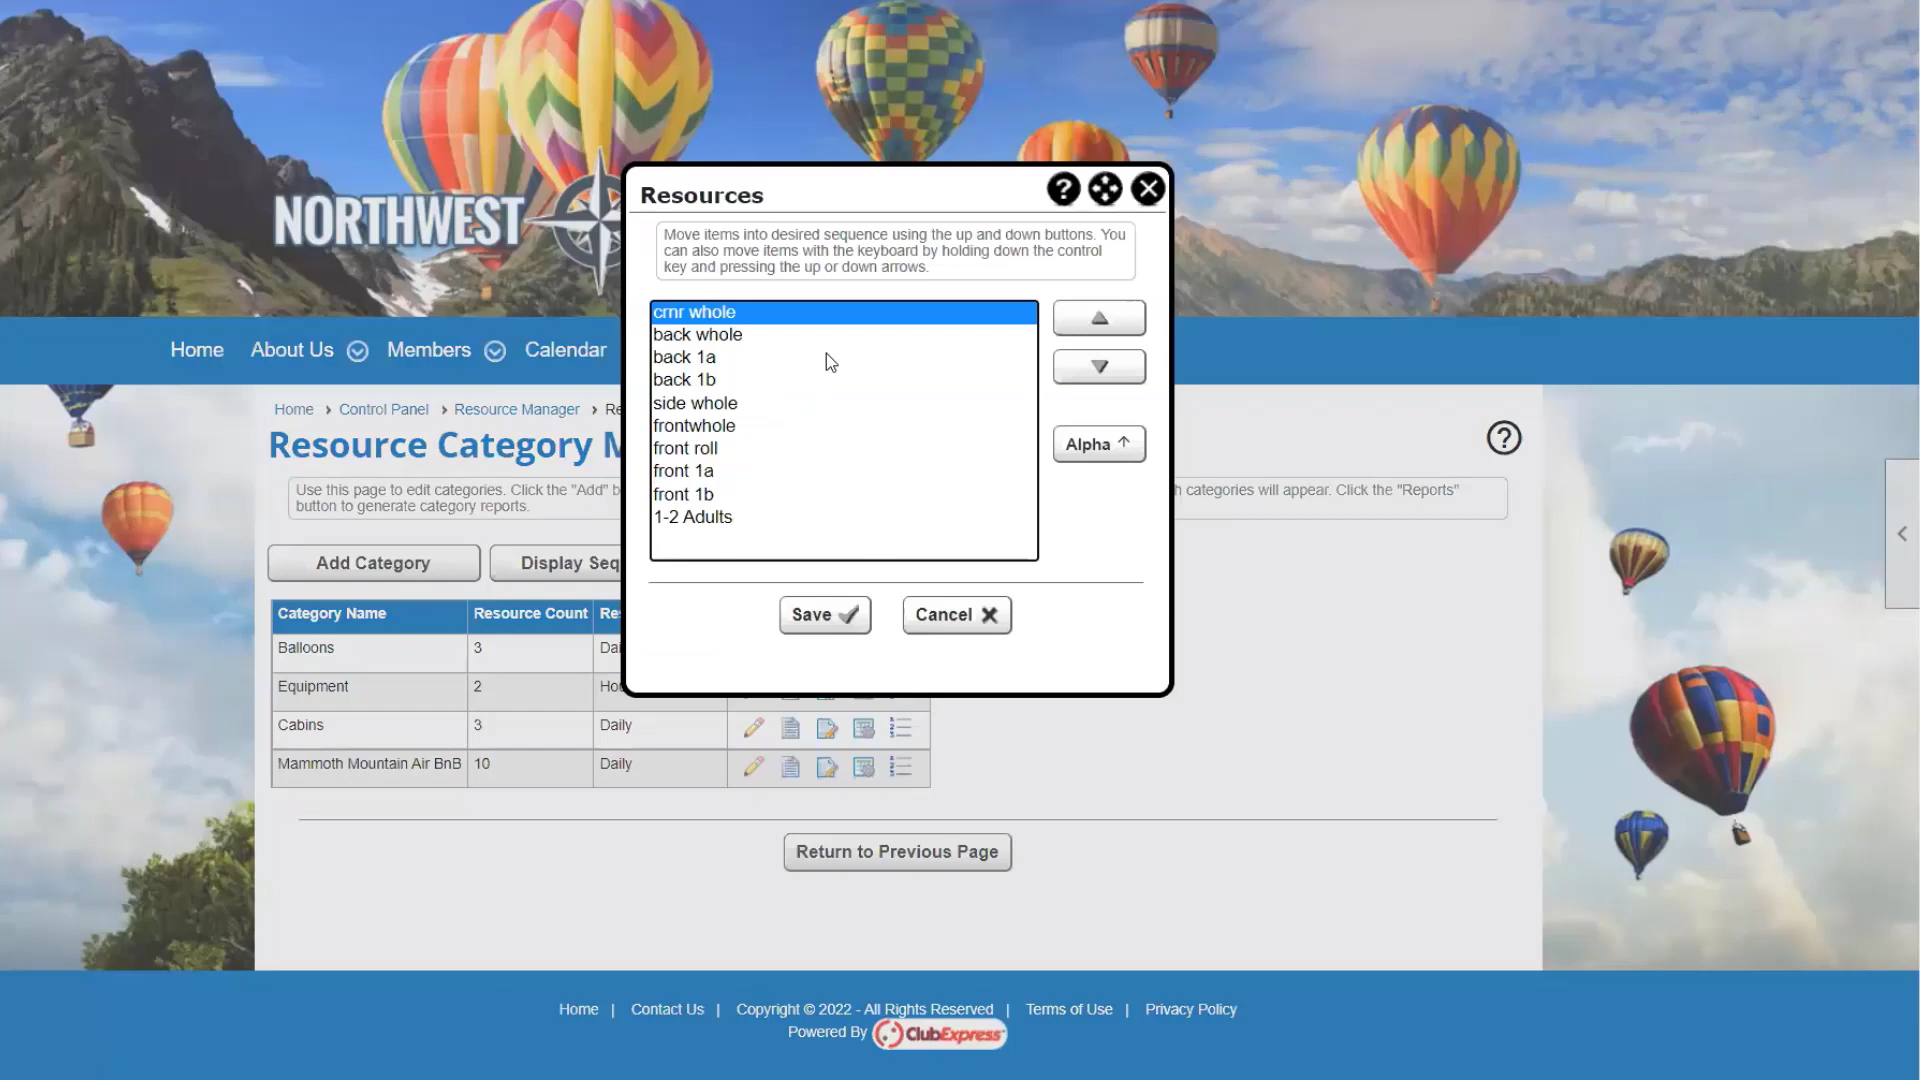 NORTHWEST
Home
About Us
Members
Calendar
Home › Control Panel › Resource Manager ›
Resource Category
Use this page to edit categories. Click the "Add"
h categories will appear. Click the "Reports"
button to generate category reports.
Add Category
Display Seq
Category Name
Resource Count
Balloons
3
Equipment
2
Cabins
3
Daily
Mammoth Mountain Air BnB
10
Daily
Return to Previous Page
Resources
Move items into desired sequence using the up and down buttons. You
can also move items with the keyboard by holding down the control
key and pressing the up or down arrows.
crnr whole
back whole
back 1a
back 1b
side whole
frontwhole
front roll
front 1a
front 1b
1-2 Adults
Alpha ↑
Save
Cancel
Home | Contact Us | Copyright © 2022 - All Rights Reserved | Terms of Use | Privacy Policy
Powered By ClubExpress